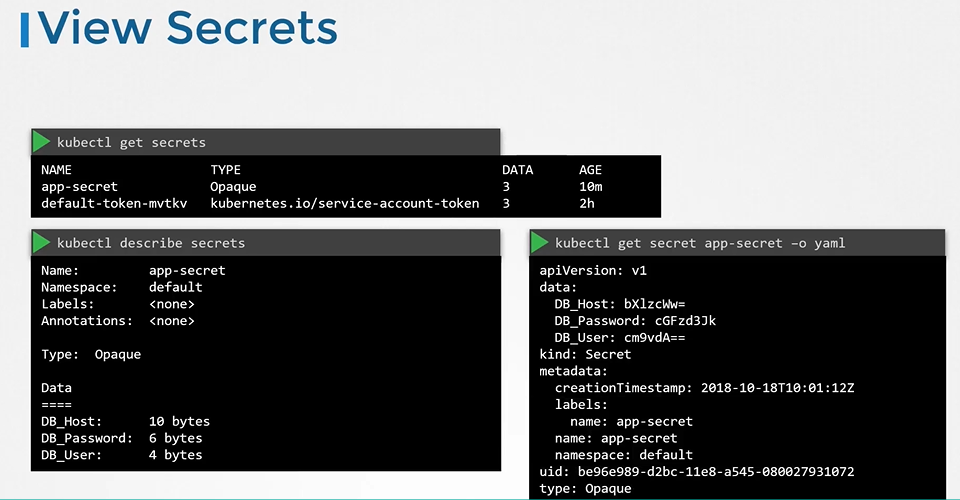 View Secrets
kubectl get secrets
NAME TYPE DATA AGE
app-secret Opaque 3 10m
default-token-mvtkv kubernetes.io/service-account-token 3 2h
kubectl describe secrets
Name: app-secret
Namespace: default
Labels: <none>
Annotations: <none>
Type: Opaque
Data
====
DB_Host: 10 bytes
DB_Password: 6 bytes
DB_User: 4 bytes
kubectl get secret app-secret –o yaml
apiVersion: v1
data:
DB_Host: bXlzcWw=
DB_Password: cGFzd3Jk
DB_User: cm9vdA==
kind: Secret
metadata:
creationTimestamp: 2018-10-18T10:01:12Z
labels:
name: app-secret
name: app-secret
namespace: default
uid: be96e989-d2bc-11e8-a545-080027931072
type: Opaque